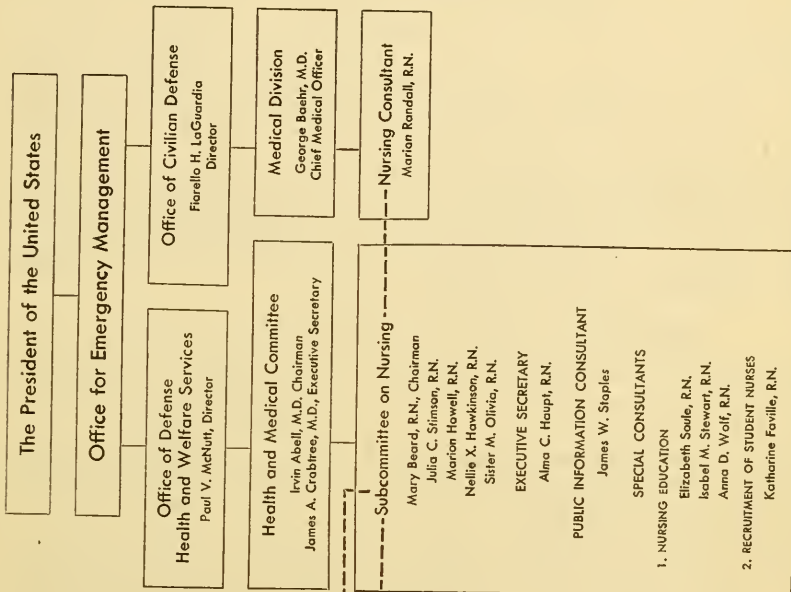 The President of the United States
Office for Emergency Management
Office of Defense
Health and Welfare Services
Paul V. McNutt, Director
Office of Civilian Defense
Fiorello H. LaGuardia
Director
Health and Medical Committee
Irvin Abell, M.D. Chairman
James A. Crabtree, M.D., Executive Secretary
Medical Division
George Baehr, M.D.
Chief Medical Officer
Subcommittee on Nursing
Mary Beard, R.N., Chairman
Julia C. Stimson, R.N.
Marion Howell, R.N.
Nellie X. Hawkinson, R.N.
Sister M. Olivia, R.N.
EXECUTIVE SECRETARY
Alma C. Haupt, R.N.
PUBLIC INFORMATION CONSULTANT
James W. Staples
SPECIAL CONSULTANTS
1. NURSING EDUCATION
Elizabeth Soule, R.N.
Isabel M. Stewart, R.N.
Anna D. Wolf, R.N.
2. RECRUITMENT OF STUDENT NURSES
Katharine Faville, R.N.
Nursing Consultant
Marian Randall, R.N.